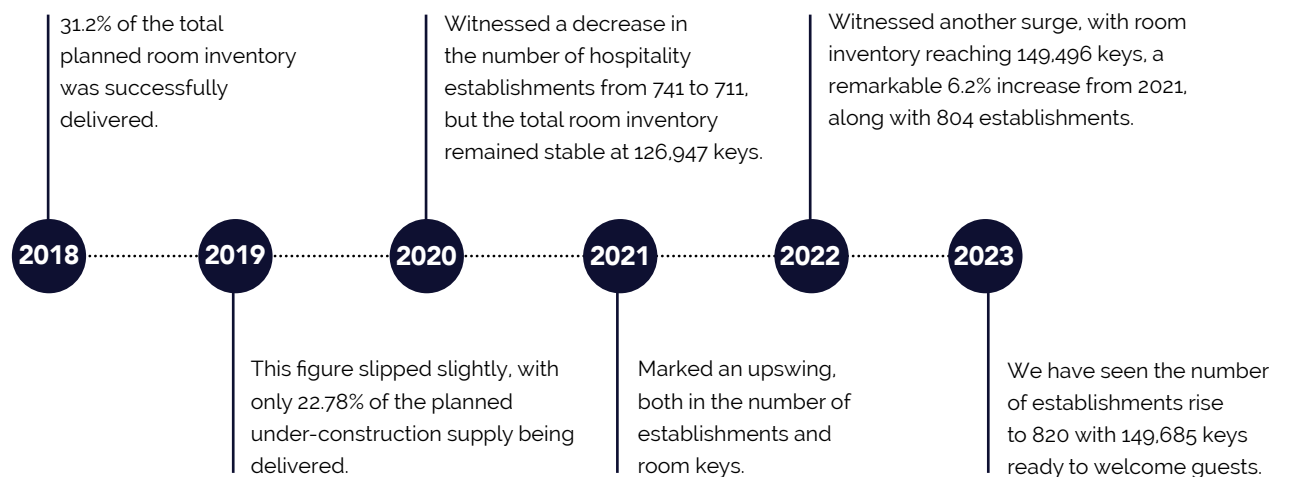 31.2% of the total
planned room inventory
was successfully
delivered.
Witnessed a decrease in
the number of hospitality
establishments from 741 to 711,
but the total room inventory
remained stable at 126,947 keys.
Witnessed another surge, with room
inventory reaching 149,496 keys, a
remarkable 6.2% increase from 2021,
along with 804 establishments.
2018
2019
2020
2021
2022
2023
This figure slipped slightly, with
only 22.78% of the planned
under-construction supply being
delivered.
Marked an upswing,
both in the number of
establishments and
room keys.
We have seen the number
of establishments rise
to 820 with 149,685 keys
ready to welcome guests.